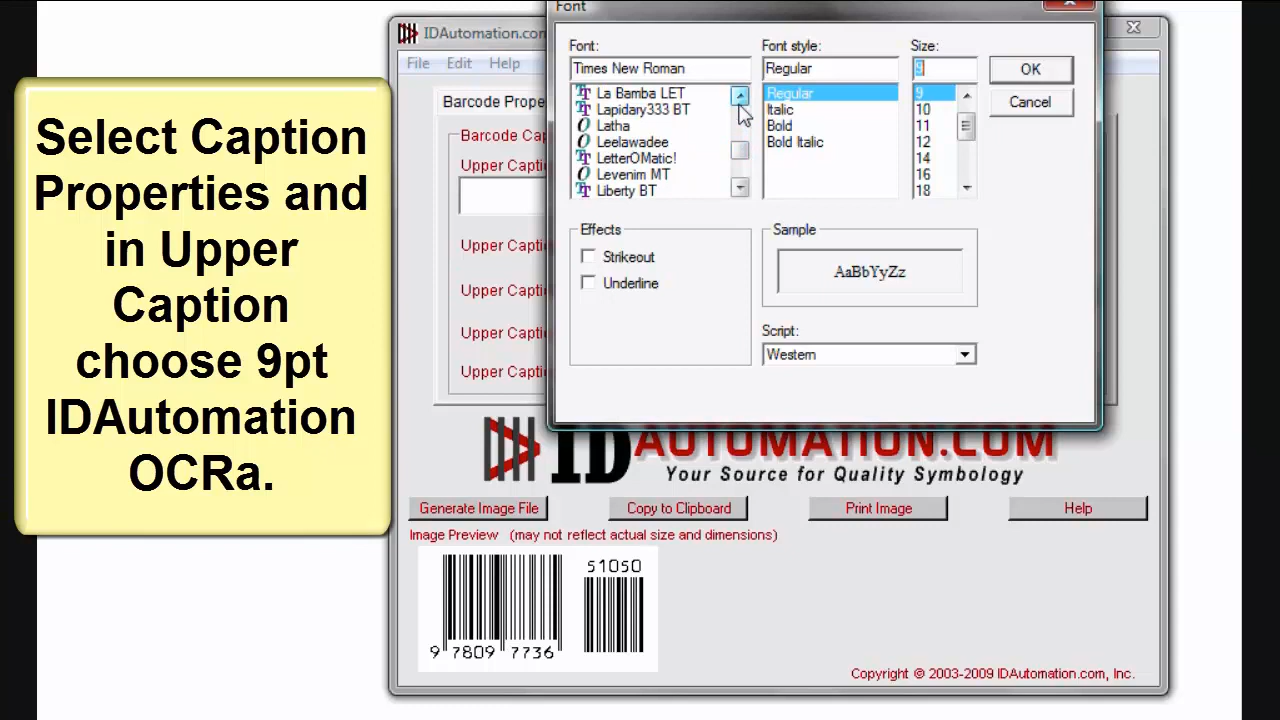 Select Caption
Properties and
in Upper
Caption
choose 9pt
IDAutomation
OCRa.
IDAutomation.com
File Edit Help
Barcode Prope
Barcode Ca
Upper Capti
Upper Capti
Upper Capti
Upper Capti
Upper Capti
Font
Font:
Times New Roman
La Bamba LET
Lapidary333 BT
Latha
Leelawadee
LetterOMatic!
Levenim MT
Liberty BT
Font style:
Regular
Regular
Italic
Bold
Bold Italic
Size:
9
9
10
11
12
14
16
18
OK
Cancel
Effects
Strikeout
Underline
Sample
AaBbYyZz
Script:
Western
IDAUTOMATION.COM
Your Source for Quality Symbology
Generate Image File
Copy to Clipboard
Print Image
Help
Image Preview (may not reflect actual size and dimensions)
51050
9 7809 7736
Copyright © 2003-2009 IDAutomation.com, Inc.